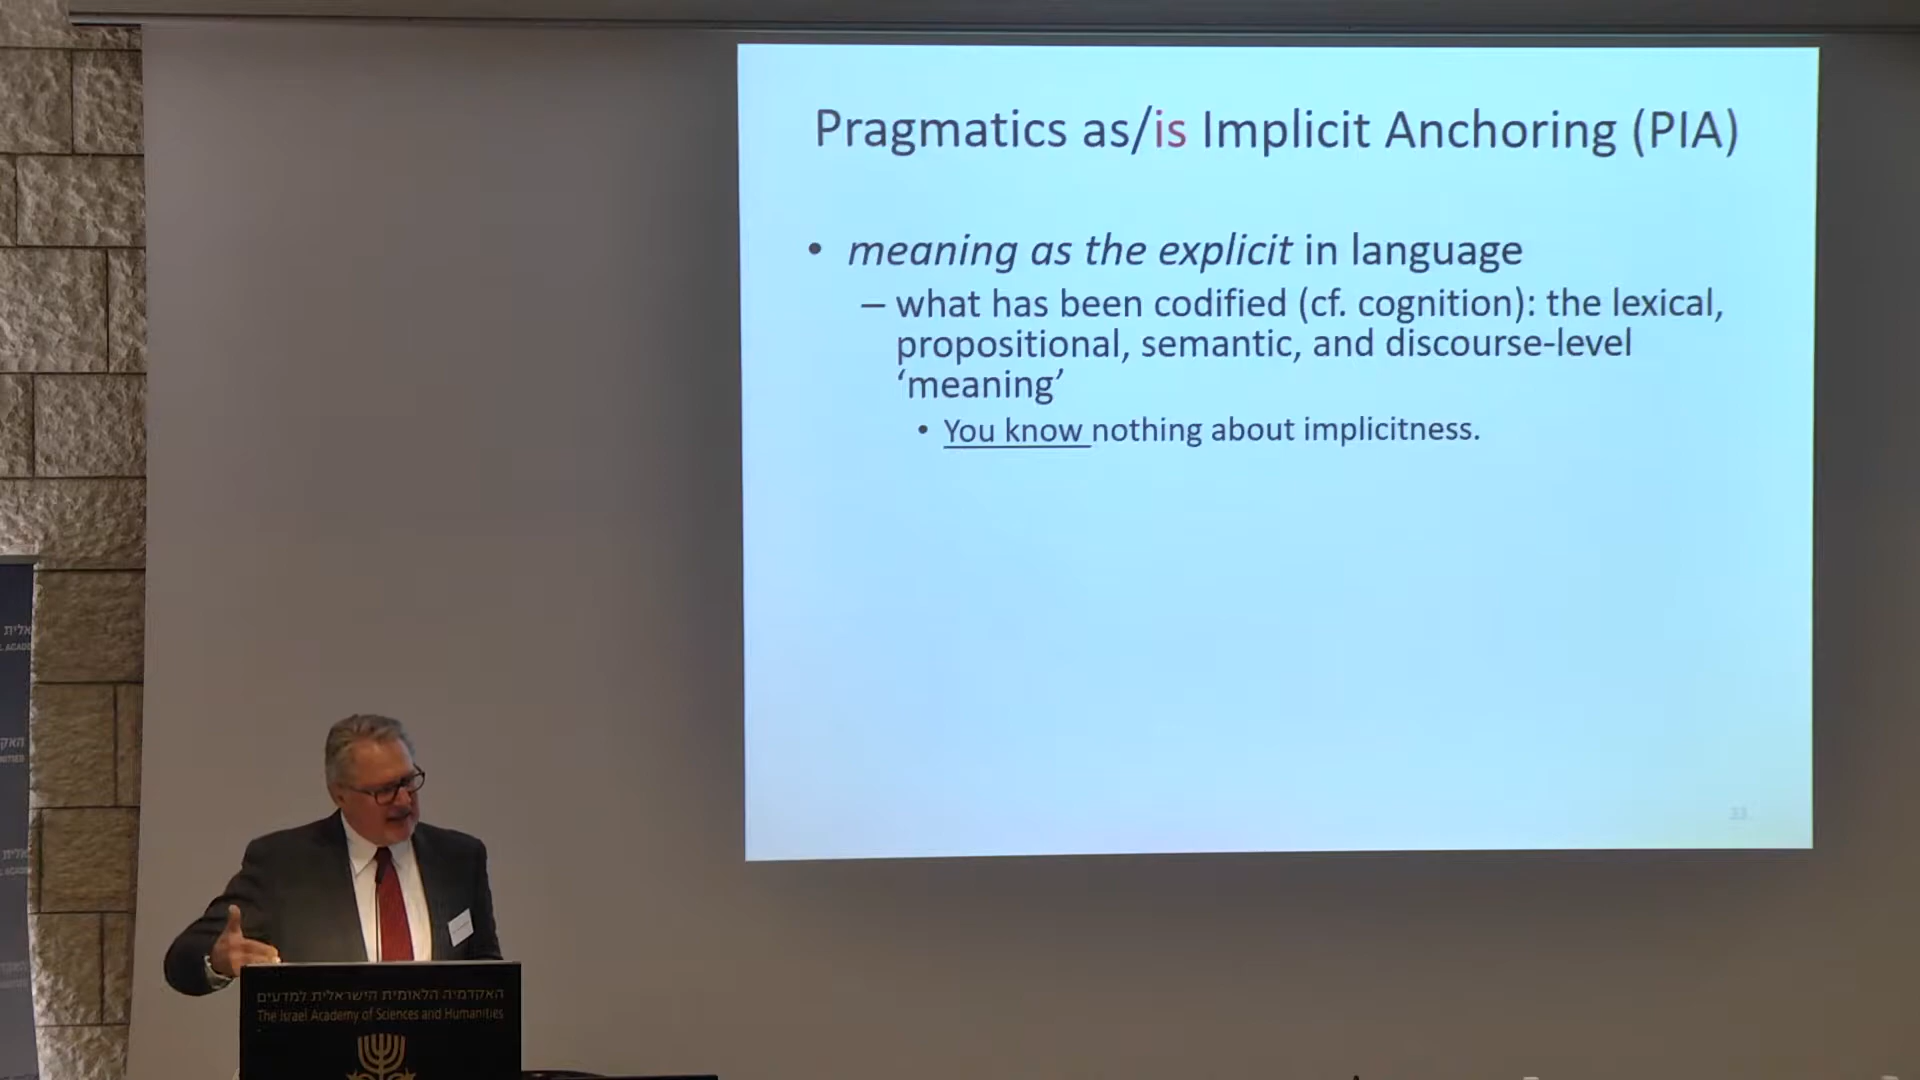 Pragmatics as/is Implicit Anchoring (PIA)
• meaning as the explicit in language
– what has been codified (cf. cognition): the lexical,
propositional, semantic, and discourse-level
‘meaning’
• You know nothing about implicitness.
33
האקדמיה הלאומית הישראלית למדעים
The Israel Academy of Sciences and Humanities